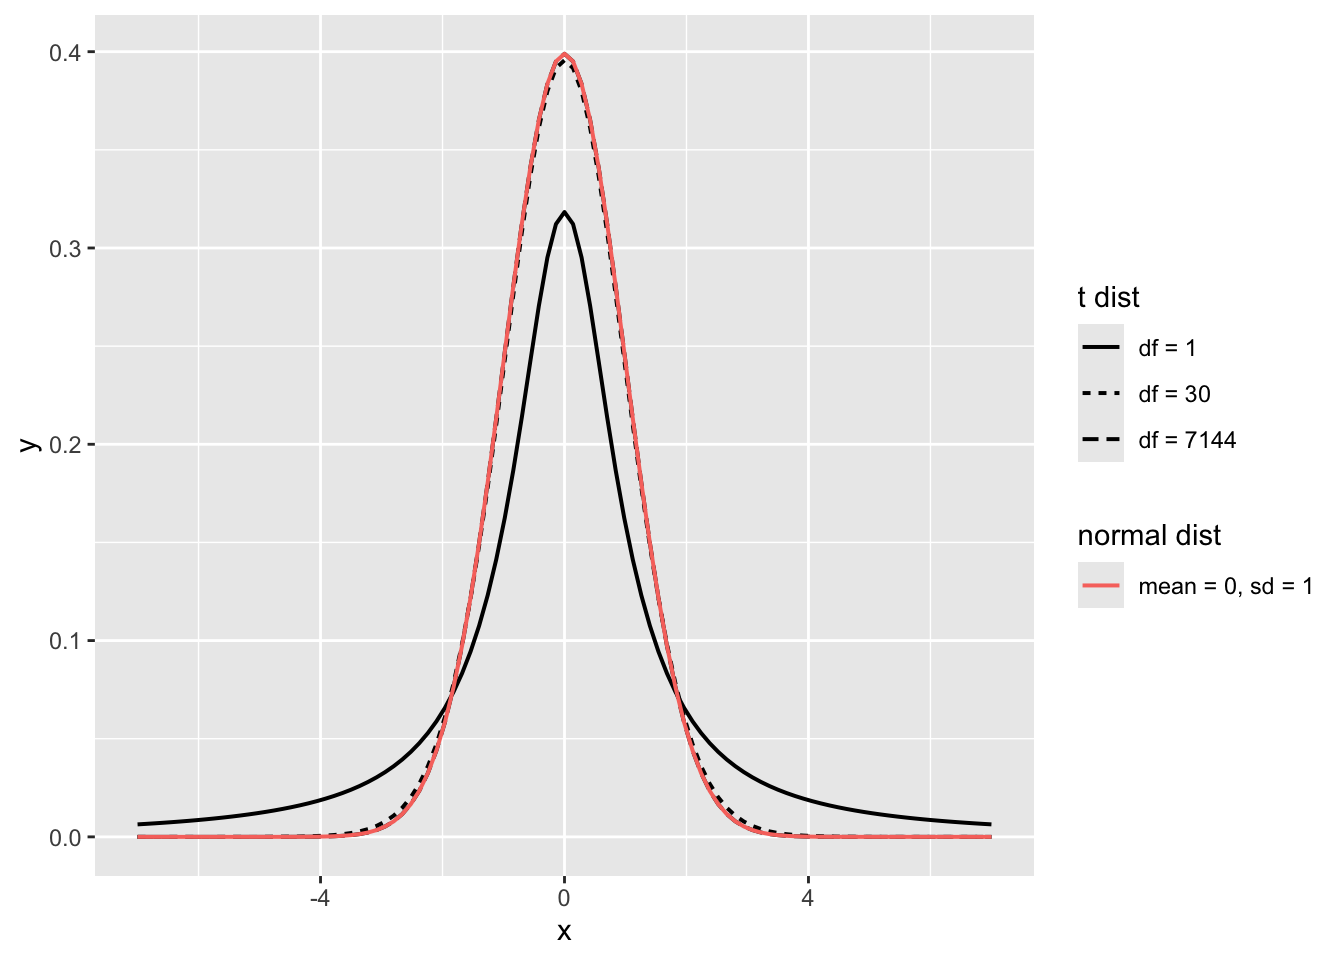 0.4
0.3
0.2
0.1
0.0
y
-4
0
4
x
t dist
df = 1
df = 30
df = 7144
normal dist
mean = 0, sd = 1